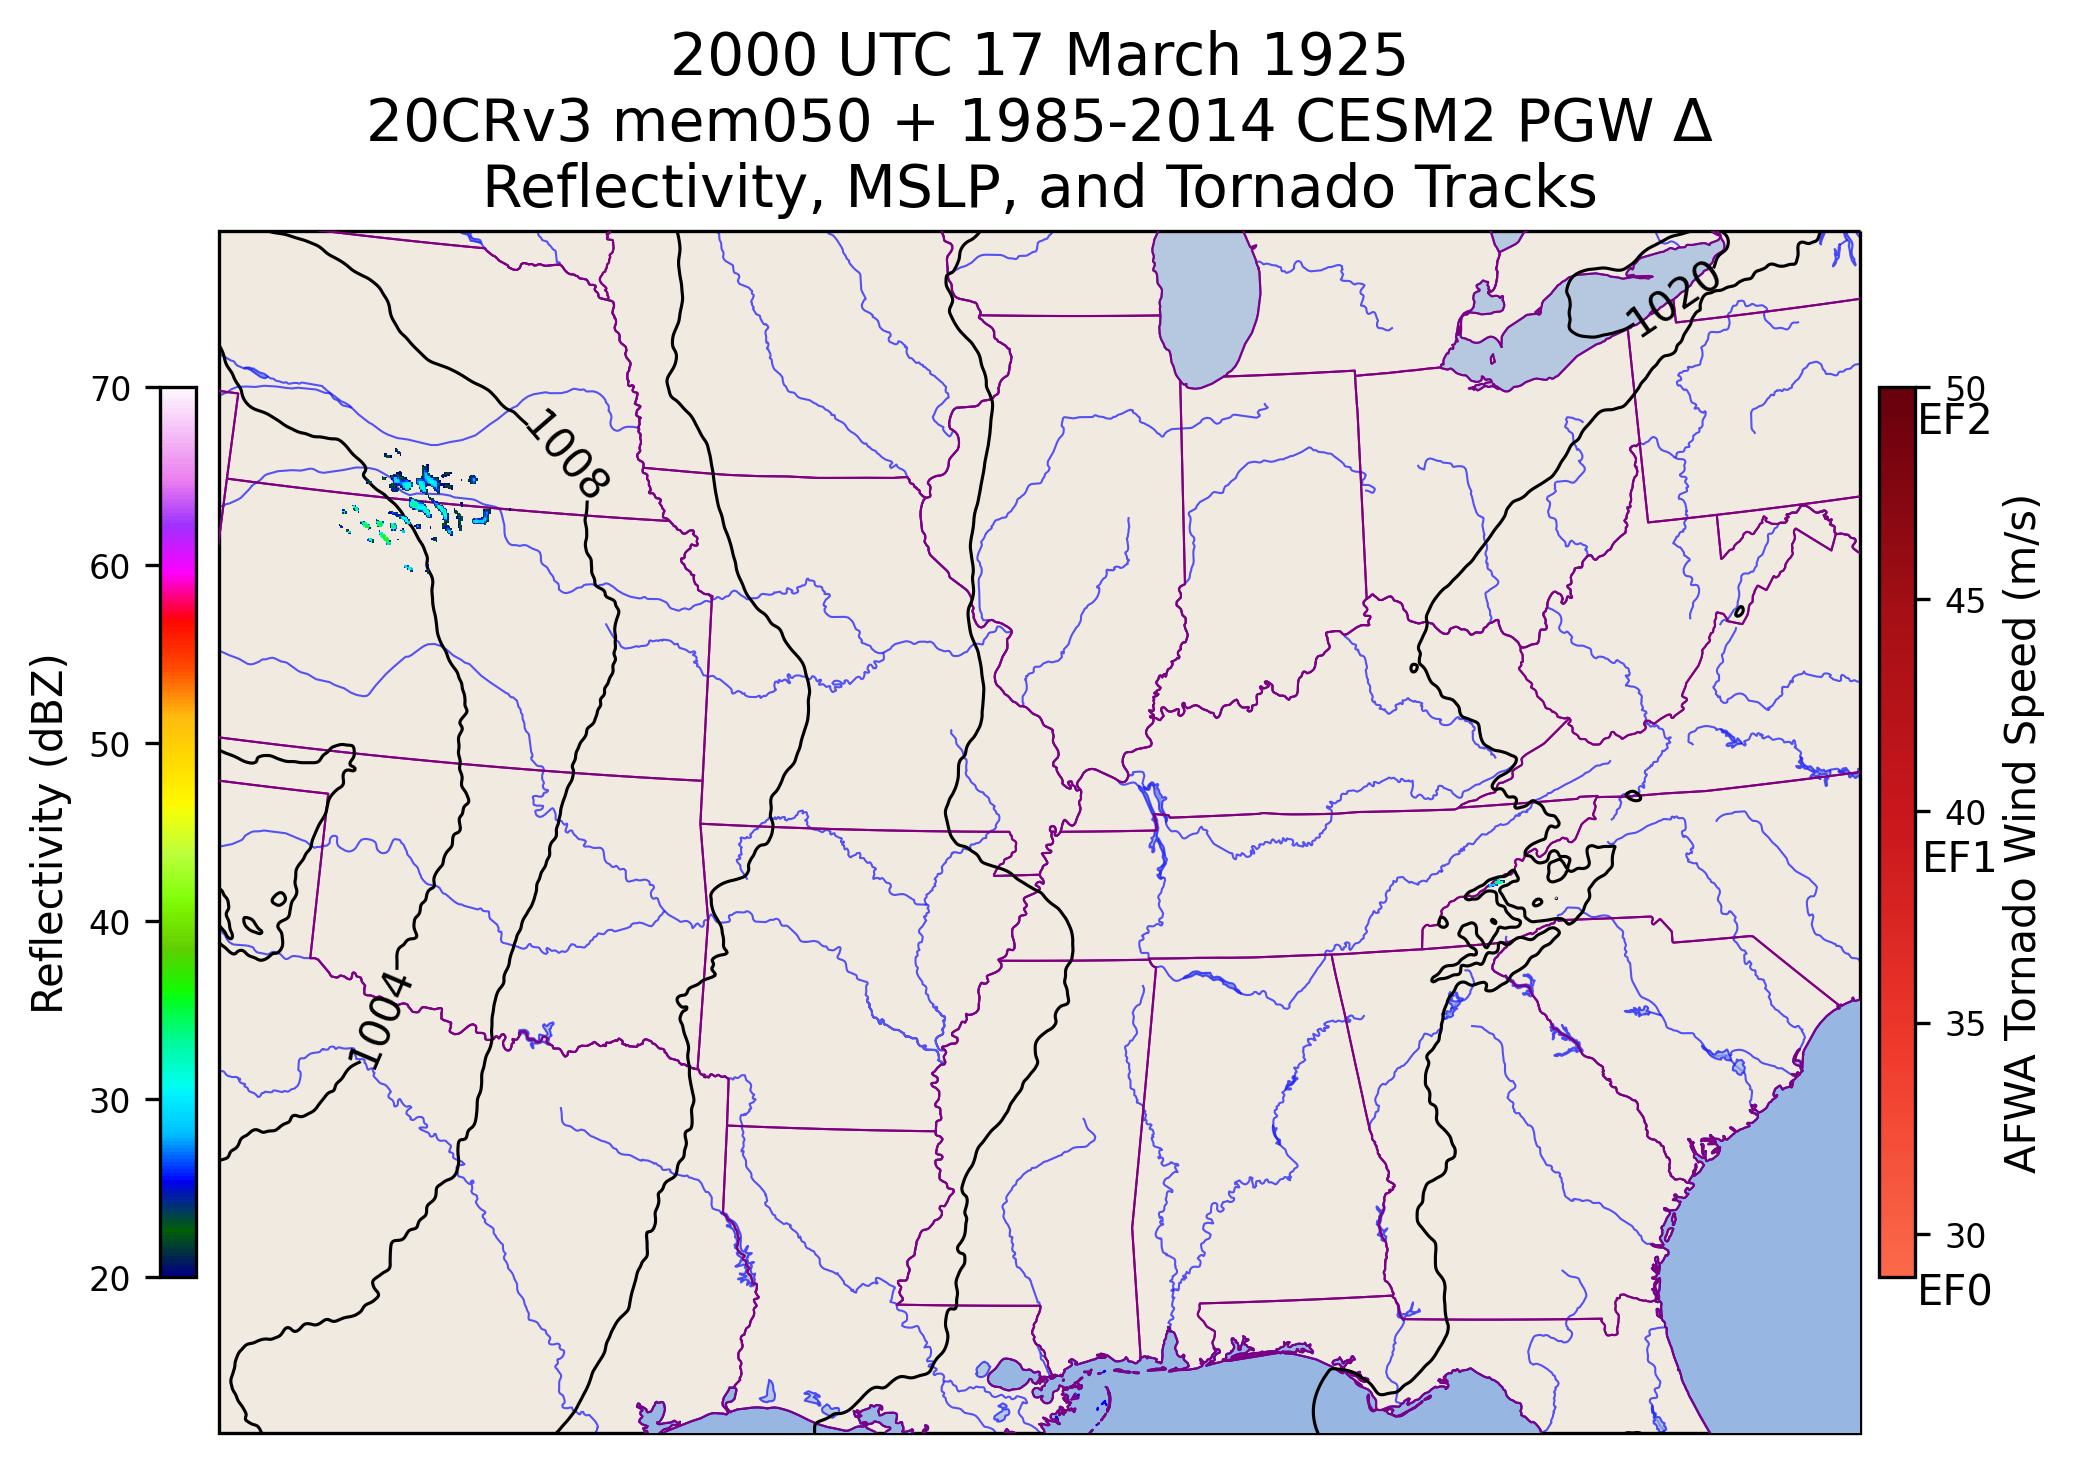 2000 UTC 17 March 1925
20CRv3 mem050 + 1985-2014 CESM2 PGW Δ
Reflectivity, MSLP, and Tornado Tracks
1020
1008
1004
70
60
50
40
30
20
Reflectivity (dBZ)
50
EF2
45
40
EF1
35
30
EF0
AFWA Tornado Wind Speed (m/s)